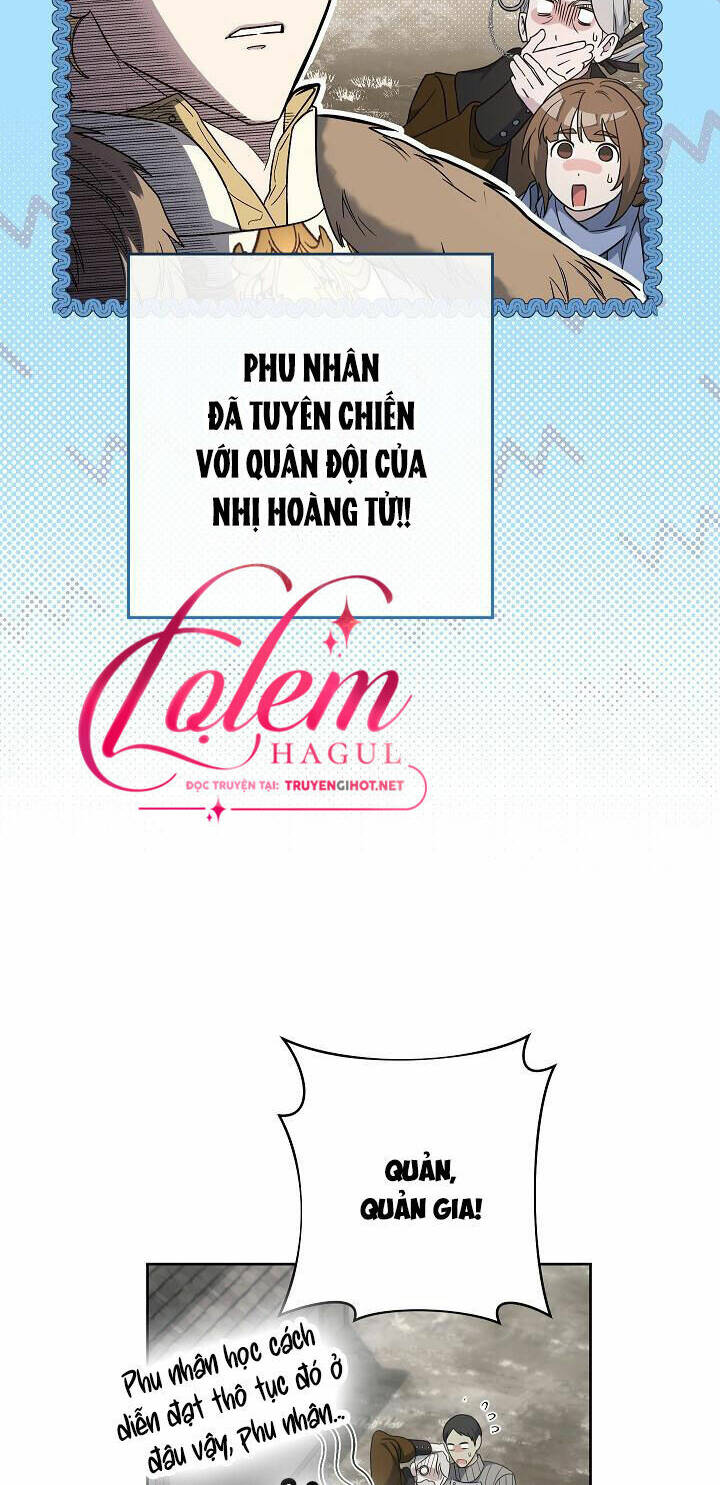 PHU NHÂN
ĐÃ TUYÊN CHIẾN
VỚI QUÂN ĐỘI CỦA
NHỊ HOÀNG TỬ!!
Lọlem
HAGUL
ĐỌC TRUYỆN TẠI: TRUYENGIHOT.NET
QUẢN,
QUẢN GIA!
Phu nhân học cách
diễn đạt thô tục đó ở
đâu vậy, Phu nhân...